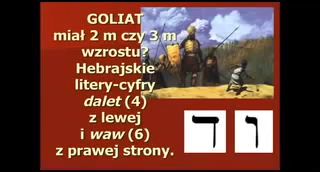 GOLIAT
miał 2 m czy 3 m
wzrostu?
Hebrajskie
litery-cyfry
dalet (4)
z lewej
i waw (6)
z prawej strony.
ד ו